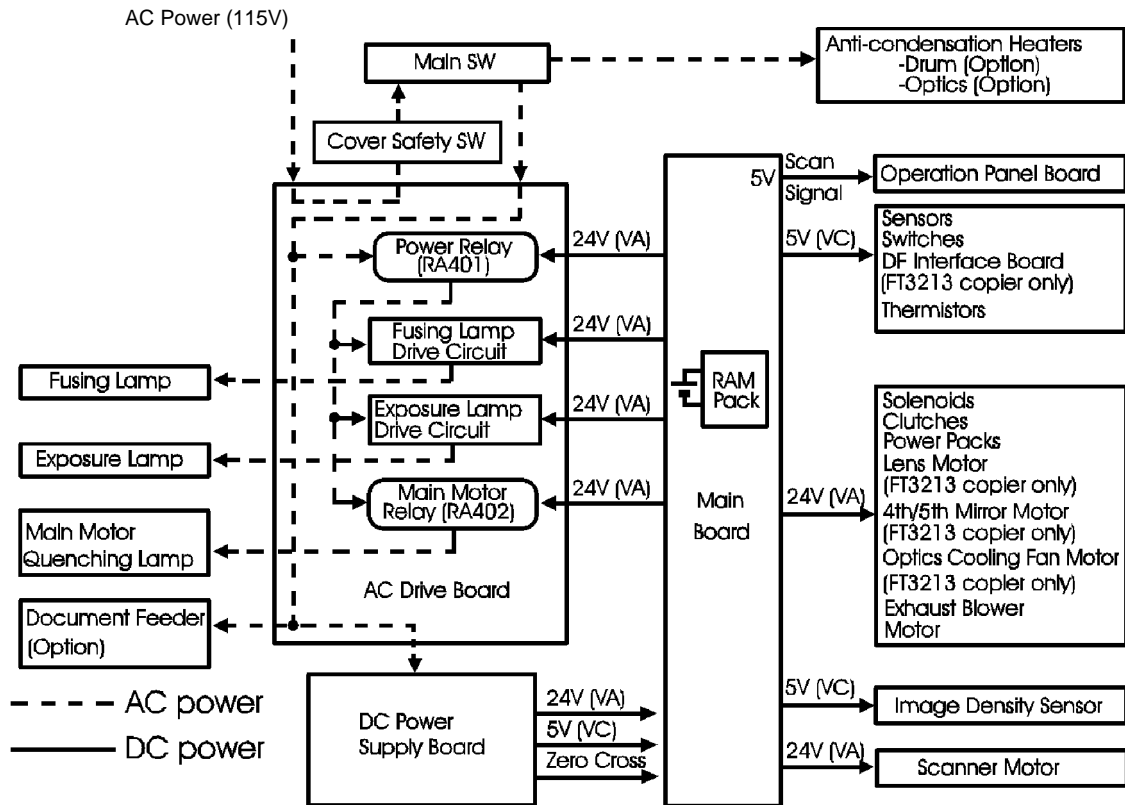 AC Power (115V)
Main SW
Anti-condensation Heaters
-Drum (Option)
-Optics (Option)
Cover Safety SW
5V
Scan
Signal
Operation Panel Board
Power Relay
(RA401)
24V (VA)
5V (VC)
Sensors
Switches
DF Interface Board
(FT3213 copier only)
Thermistors
Fusing Lamp
Drive Circuit
24V (VA)
Fusing Lamp
RAM
Pack
Exposure Lamp
Drive Circuit
24V (VA)
Exposure Lamp
Main Motor
Relay (RA402)
24V (VA)
Main
Board
24V (VA)
Solenoids
Clutches
Power Packs
Lens Motor
(FT3213 copier only)
4th/5th Mirror Motor
(FT3213 copier only)
Optics Cooling Fan Motor
(FT3213 copier only)
Exhaust Blower
Motor
Main Motor
Quenching Lamp
AC Drive Board
Document Feeder
(Option)
AC power
DC power
DC Power
Supply Board
24V (VA)
5V (VC)
Zero Cross
5V (VC)
Image Density Sensor
24V (VA)
Scanner Motor